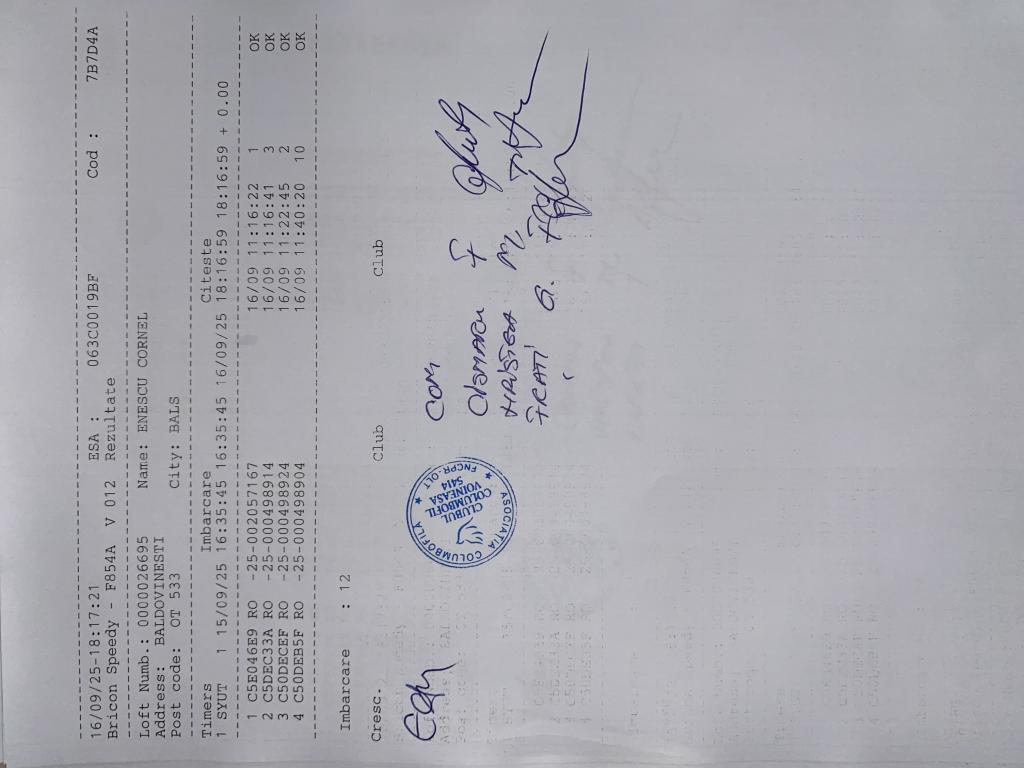 16/09/25-18:17:21 ESA : 063C0019BF Cod : 7B7D4A
Bricon Speedy - F854A V 012 Rezultate
Loft Numb.: 0000026695 Name: ENESCU CORNEL
Address: BALDOVINESTI
Post code: OT 533 City: BALS
Timers Imbarcare Citeste
1 SYUT 1 15/09/25 16:35:45 16:35:45 16/09/25 18:16:59 18:16:59 + 0.00
1 C5E046E9 RO -25-002057167 16/09 11:16:22 1 OK
2 C5DEC33A RO -25-000498914 16/09 11:16:41 3 OK
3 C50DECEF RO -25-000498924 16/09 11:22:45 2 OK
4 C50DEB5F RO -25-000498904 16/09 11:40:20 10 OK
Imbarcare : 12
Cresc. Club Club
COM
ASOCIATIA COLUMBOFILA
CLUBUL
COLUMBOFIL
VOINEASA
5414
FNCPR-OLT